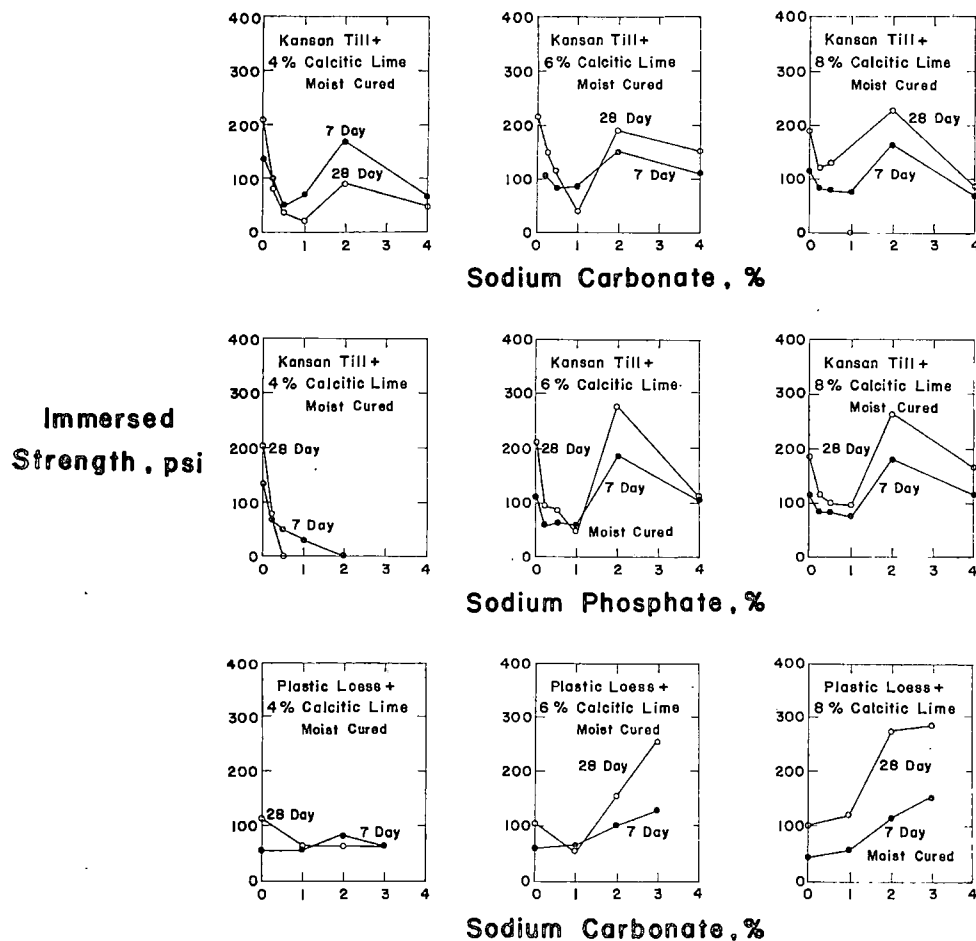 400
300
200
100
0
Kansan Till +
4% Calcitic Lime
Moist Cured
7 Day
28 Day
0 1 2 3 4
400
300
200
100
0
Kansan Till +
6% Calcitic Lime
Moist Cured
28 Day
7 Day
0 1 2 3 4
400
300
200
100
0
Kansan Till +
8% Calcitic Lime
Moist Cured
28 Day
7 Day
0 1 2 3 4
Sodium Carbonate, %
Immersed
Strength, psi
400
300
200
100
0
Kansan Till +
4% Calcitic Lime
Moist Cured
28 Day
7 Day
0 1 2 3 4
400
300
200
100
0
Kansan Till +
6% Calcitic Lime
28 Day
7 Day
Moist Cured
0 1 2 3 4
400
300
200
100
0
Kansan Till +
8% Calcitic Lime
Moist Cured
28 Day
7 Day
0 1 2 3 4
Sodium Phosphate, %
400
300
200
100
0
Plastic Loess +
4% Calcitic Lime
Moist Cured
28 Day
7 Day
0 1 2 3 4
400
300
200
100
0
Plastic Loess +
6% Calcitic Lime
Moist Cured
28 Day
7 Day
0 1 2 3 4
400
300
200
100
0
Plastic Loess +
8% Calcitic Lime
28 Day
7 Day
Moist Cured
0 1 2 3 4
Sodium Carbonate, %